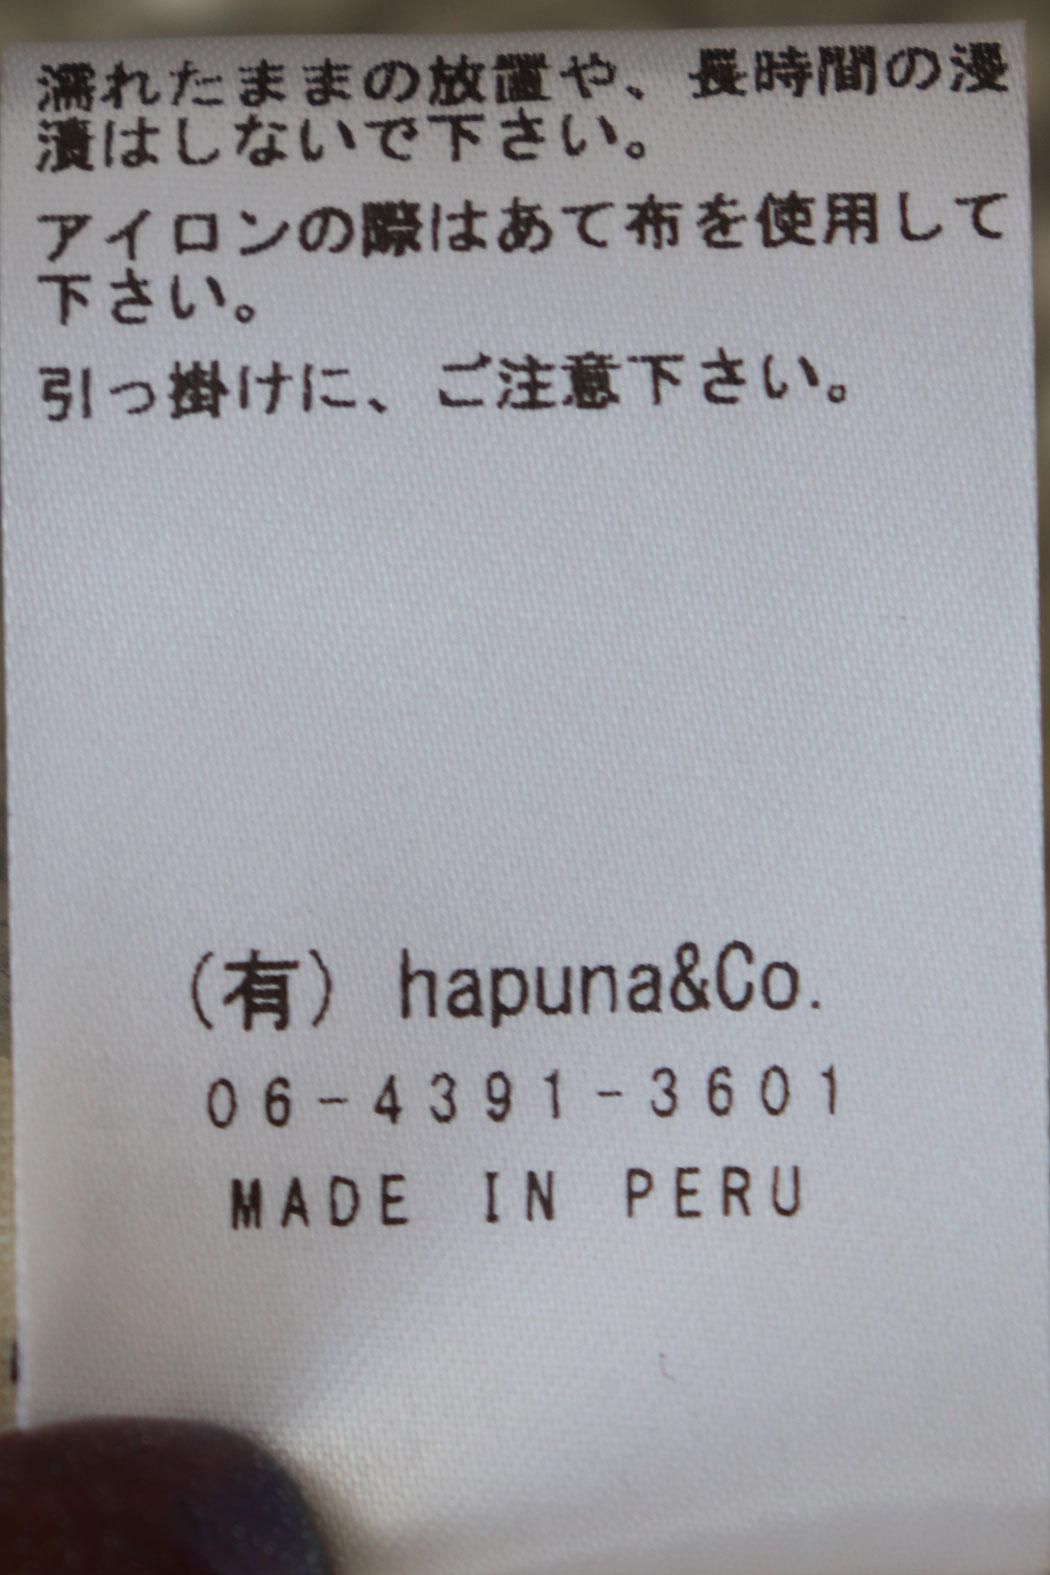 濡れたままの放置や、長時間の浸
漬はしないで下さい。
アイロンの際はあて布を使用して
下さい。
引っ掛けに、ご注意下さい。
（有） hapuna&Co.
06-4391-3601
MADE IN PERU